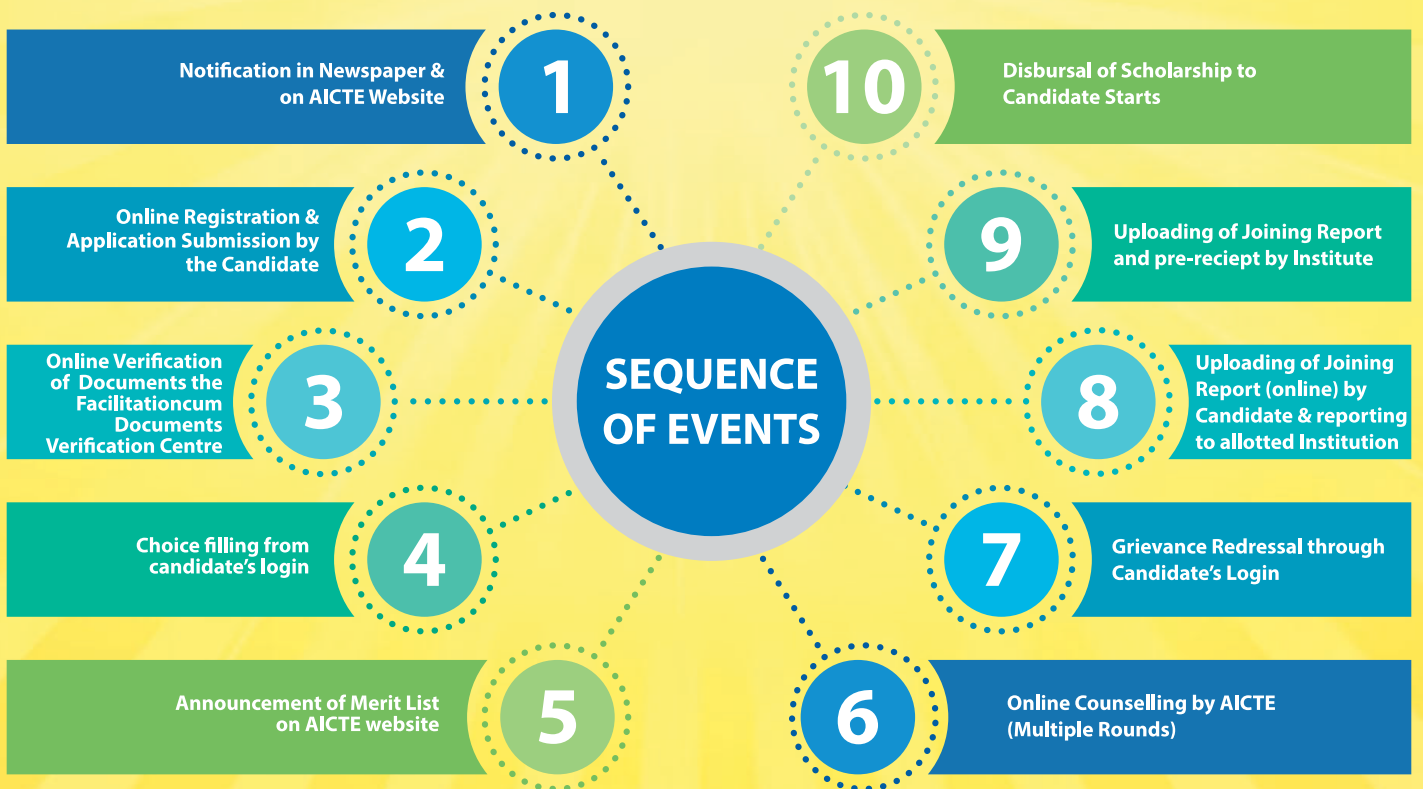 SEQUENCE
OF EVENTS
1
Notification in Newspaper &
on AICTE Website
2
Online Registration &
Application Submission by
the Candidate
3
Online Verification
of Documents the
Facilitationcum
Documents
Verification Centre
4
Choice filling from
candidate's login
5
Announcement of Merit List
on AICTE website
6
Online Counselling by AICTE
(Multiple Rounds)
7
Grievance Redressal through
Candidate's Login
8
Uploading of Joining
Report (online) by
Candidate & reporting
to allotted Institution
9
Uploading of Joining Report
and pre-reciept by Institute
10
Disbursal of Scholarship to
Candidate Starts